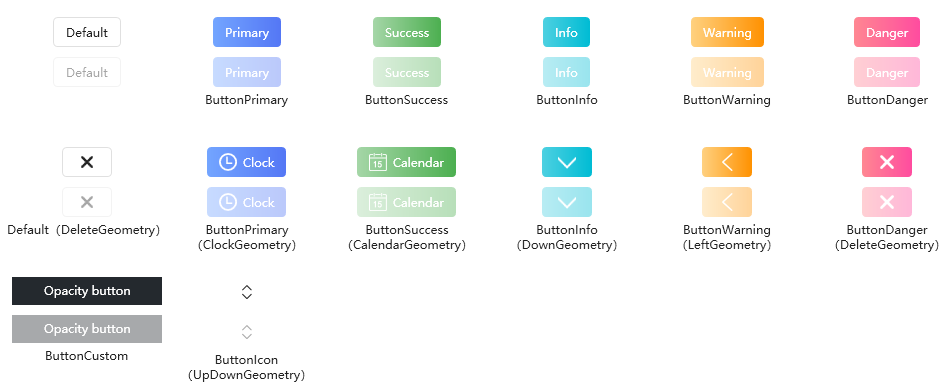 Default Primary Success Info Warning Danger
Default Primary Success Info Warning Danger
ButtonPrimary ButtonSuccess ButtonInfo ButtonWarning ButtonDanger
Clock 15 Calendar
Clock 15 Calendar
Default（DeleteGeometry) ButtonPrimary ButtonSuccess ButtonInfo ButtonWarning ButtonDanger
(ClockGeometry) (CalendarGeometry) (DownGeometry) (LeftGeometry) (DeleteGeometry)
Opacity button
Opacity button
ButtonCustom
ButtonIcon
(UpDownGeometry)